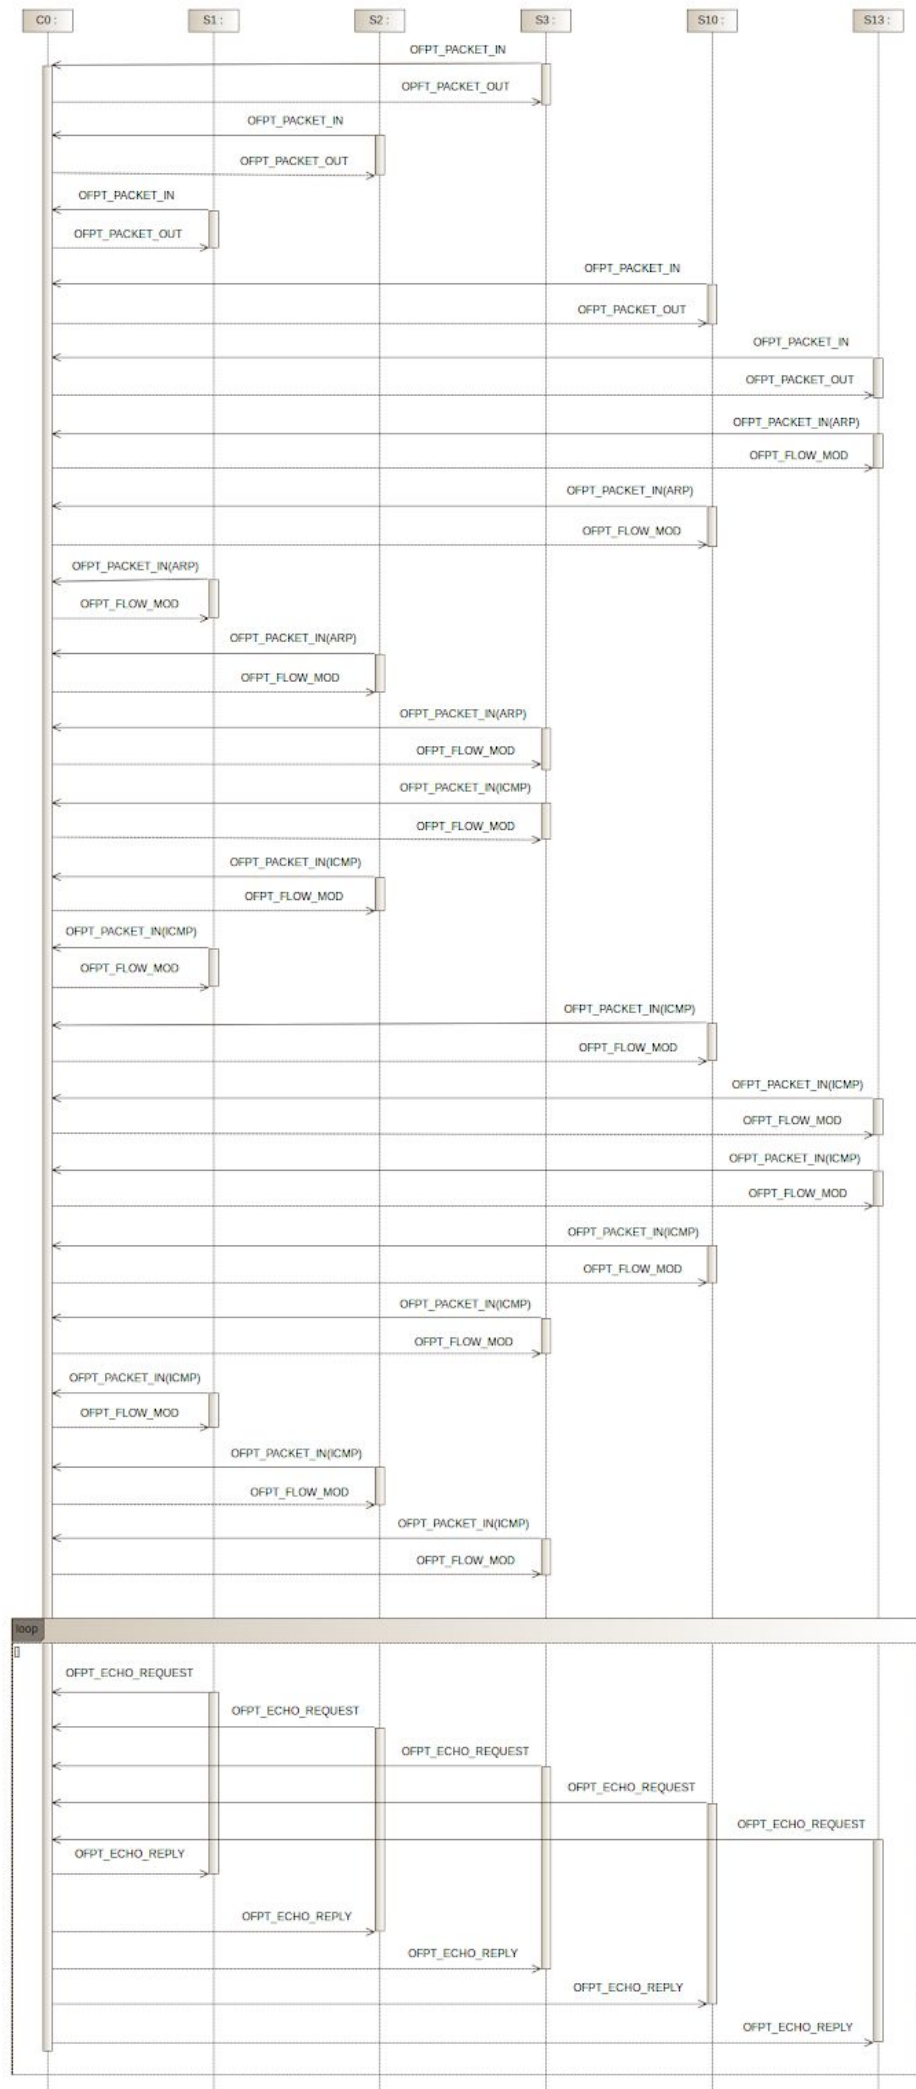 C0 :
S1 :
S2 :
S3 :
S10 :
S13 :
OFPT_PACKET_IN
OPFT_PACKET_OUT
OFPT_PACKET_IN
OFPT_PACKET_OUT
OFPT_PACKET_IN
OFPT_PACKET_OUT
OFPT_PACKET_IN
OFPT_PACKET_OUT
OFPT_PACKET_IN
OFPT_PACKET_OUT
OFPT_PACKET_IN(ARP)
OFPT_FLOW_MOD
OFPT_PACKET_IN(ARP)
OFPT_FLOW_MOD
OFPT_PACKET_IN(ARP)
OFPT_FLOW_MOD
OFPT_PACKET_IN(ARP)
OFPT_FLOW_MOD
OFPT_PACKET_IN(ARP)
OFPT_FLOW_MOD
OFPT_PACKET_IN(ICMP)
OFPT_FLOW_MOD
OFPT_PACKET_IN(ICMP)
OFPT_FLOW_MOD
OFPT_PACKET_IN(ICMP)
OFPT_FLOW_MOD
OFPT_PACKET_IN(ICMP)
OFPT_FLOW_MOD
OFPT_PACKET_IN(ICMP)
OFPT_FLOW_MOD
OFPT_PACKET_IN(ICMP)
OFPT_FLOW_MOD
OFPT_PACKET_IN(ICMP)
OFPT_FLOW_MOD
OFPT_PACKET_IN(ICMP)
OFPT_FLOW_MOD
OFPT_PACKET_IN(ICMP)
OFPT_FLOW_MOD
OFPT_PACKET_IN(ICMP)
OFPT_FLOW_MOD
OFPT_PACKET_IN(ICMP)
OFPT_FLOW_MOD
loop
[]
OFPT_ECHO_REQUEST
OFPT_ECHO_REQUEST
OFPT_ECHO_REQUEST
OFPT_ECHO_REQUEST
OFPT_ECHO_REQUEST
OFPT_ECHO_REPLY
OFPT_ECHO_REPLY
OFPT_ECHO_REPLY
OFPT_ECHO_REPLY
OFPT_ECHO_REPLY